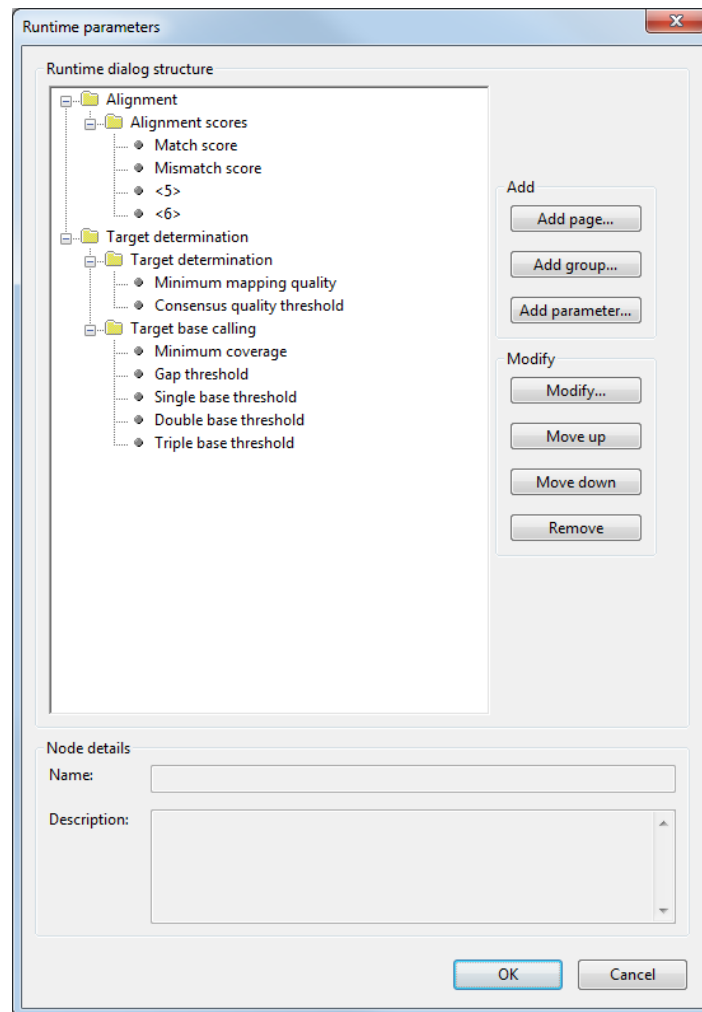 Runtime parameters
Runtime dialog structure
Alignment
Alignment scores
Match score
Mismatch score
<5>
<6>
Target determination
Target determination
Minimum mapping quality
Consensus quality threshold
Target base calling
Minimum coverage
Gap threshold
Single base threshold
Double base threshold
Triple base threshold
Add
Add page...
Add group...
Add parameter...
Modify
Modify...
Move up
Move down
Remove
Node details
Name:
Description:
OK
Cancel